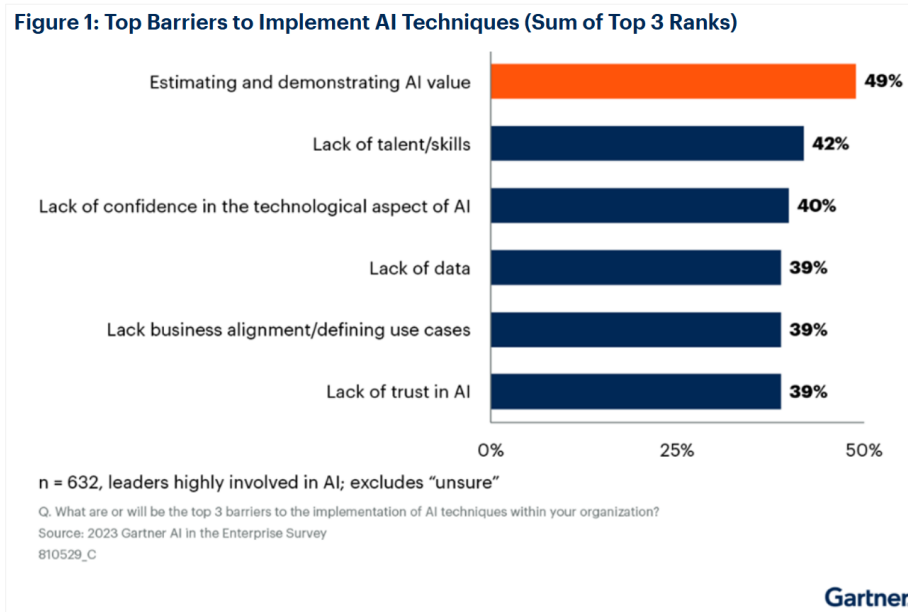 Figure 1: Top Barriers to Implement AI Techniques (Sum of Top 3 Ranks)
Estimating and demonstrating AI value 49%
Lack of talent/skills 42%
Lack of confidence in the technological aspect of AI 40%
Lack of data 39%
Lack business alignment/defining use cases 39%
Lack of trust in AI 39%
0% 25% 50%
n = 632, leaders highly involved in AI; excludes “unsure”
Q. What are or will be the top 3 barriers to the implementation of AI techniques within your organization?
Source: 2023 Gartner AI in the Enterprise Survey
810529_C
Gartner